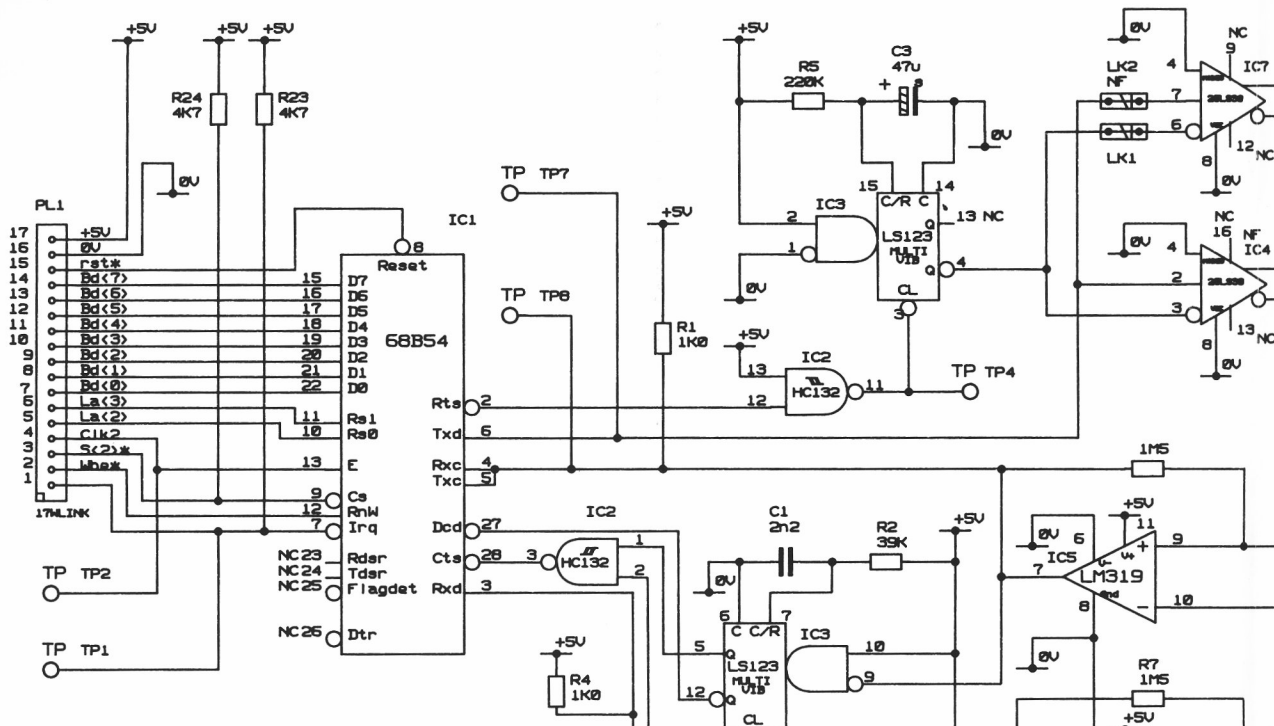 +5V
+5V
+5V
R24
4K7
R23
4K7
0V
PL1
17
16
15
14
13
12
11
10
9
8
7
6
5
4
3
2
1
+5V
0V
rst*
Bd<7>
Bd<6>
Bd<5>
Bd<4>
Bd<3>
Bd<2>
Bd<1>
Bd<0>
La<3>
La<2>
Clk2
S<2>*
Wbe*
17WLINK
TP TP2
TP TP1
IC1
8
Reset
68B54
15 D7
16 D6
17 D5
18 D4
19 D3
20 D2
21 D1
22 D0
11 Rs1
10 Rs0
13 E
9 Cs
12 RnW
7 Irq
NC 23 Rdsr
NC 24 Tdsr
NC 25 Flagdet
NC 26 Dtr
Rts 2
Txd 6
Rxc 4
Txc 5
Dcd 27
Cts 28
Rxd 3
TP TP7
TP TP8
+5V
R1
1K0
+5V
R5
220K
C3
47u
+
0V
15
14
C/R C
IC3
2
1
0V
LS123
MULTI
VIB
Q
13 NC
Q
4
CL
3
+5V
13
12
IC2
HC132
11
TP TP4
0V
4
NC
9
IC7
LK2
NF
7
6
LK1
12
NC
8
0V
0V
4
NC
16
NF
IC4
2
3
13
NC
8
0V
1M5
+5V
11
0V
6
IC5
V-
V+
+
9
7
LM319
Gnd
8
-
10
0V
R7
1M5
+5V
IC2
3
HC132
1
2
C1
2n2
R2
39K
+5V
0V
6
7
C C/R
IC3
5
Q
LS123
MULTI
VIB
10
9
12
Q
CL
+5V
R4
1K0